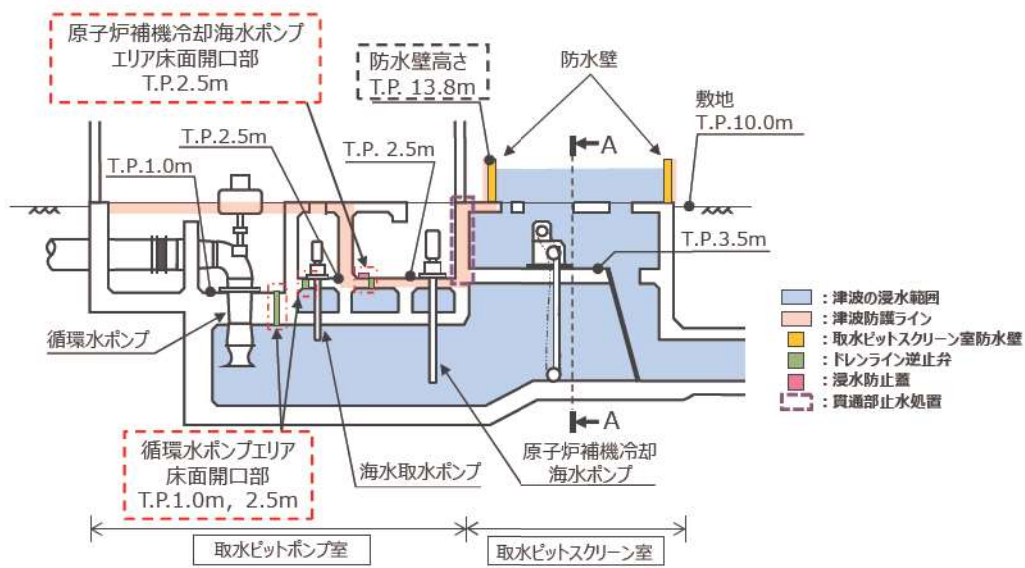 原子炉補機冷却海水ポンプ
エリア床面開口部
T.P.2.5m
防水壁高さ
T.P. 13.8m
防水壁
敷地
T.P.10.0m
T.P.2.5m
T.P. 2.5m
A
T.P.1.0m
T.P.3.5m
循環水ポンプ
：津波の浸水範囲
：津波防護ライン
：取水ピットスクリーン室防水壁
：ドレンライン逆止弁
：浸水防止蓋
：貫通部止水処置
A
循環水ポンプエリア
床面開口部
T.P.1.0m，2.5m
海水取水ポンプ
原子炉補機冷却
海水ポンプ
取水ピットポンプ室
取水ピットスクリーン室